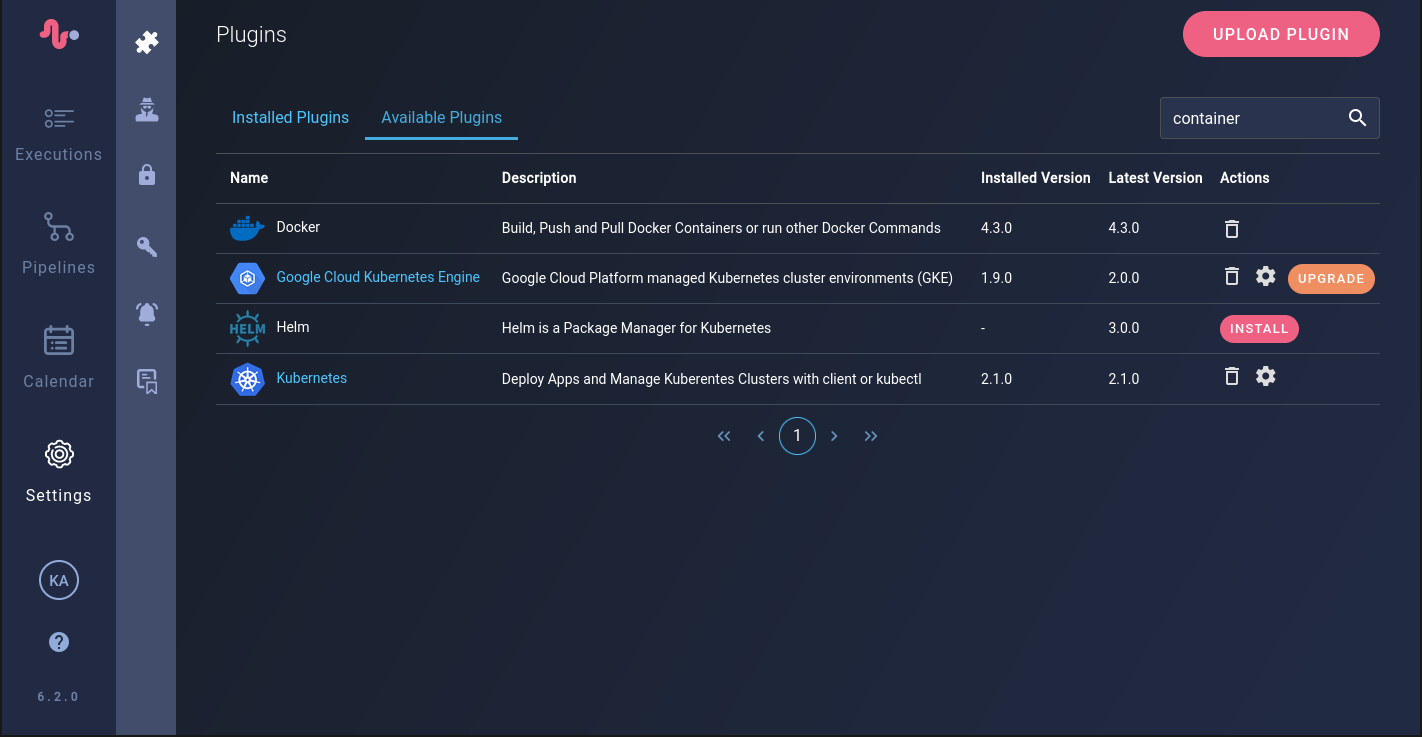 Plugins
UPLOAD PLUGIN
Executions
Pipelines
Calendar
Settings
KA
6.2.0
Installed Plugins
Available Plugins
container
Name Description Installed Version Latest Version Actions
Docker Build, Push and Pull Docker Containers or run other Docker Commands 4.3.0 4.3.0
Google Cloud Kubernetes Engine Google Cloud Platform managed Kubernetes cluster environments (GKE) 1.9.0 2.0.0 UPGRADE
HELM Helm Helm is a Package Manager for Kubernetes - 3.0.0 INSTALL
Kubernetes Deploy Apps and Manage Kuberentes Clusters with client or kubectl 2.1.0 2.1.0
1